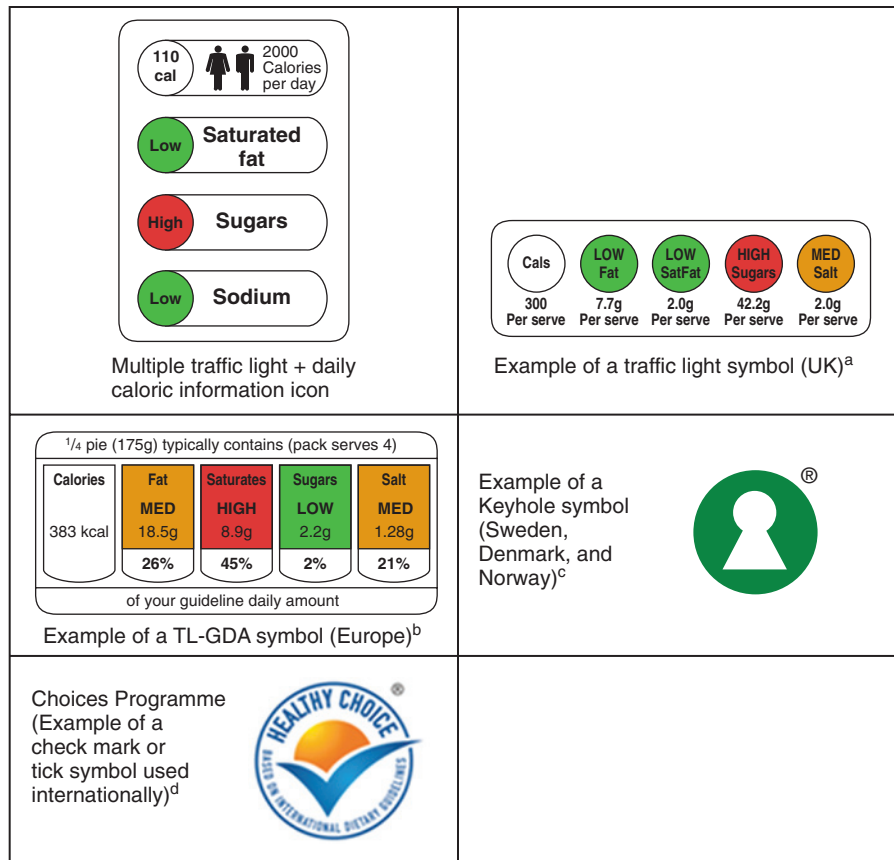 110
cal
2000
Calories
per day
Low
Saturated
fat
High
Sugars
Low
Sodium
Multiple traffic light + daily
caloric information icon
Cals
LOW
Fat
LOW
SatFat
HIGH
Sugars
MED
Salt
300
Per serve
7.7g
Per serve
2.0g
Per serve
42.2g
Per serve
2.0g
Per serve
Example of a traffic light symbol (UK)ᵃ
¹/₄ pie (175g) typically contains (pack serves 4)
Calories
383 kcal
Fat
MED
18.5g
26%
Saturates
HIGH
8.9g
45%
Sugars
LOW
2.2g
2%
Salt
MED
1.28g
21%
of your guideline daily amount
Example of a TL-GDA symbol (Europe)ᵇ
Example of a
Keyhole symbol
(Sweden,
Denmark, and
Norway)ᶜ
®
Choices Programme
(Example of a
check mark or
tick symbol used
internationally)ᵈ
®
HEALTHY CHOICE
BASED ON INTERNATIONAL DIETARY GUIDELINES